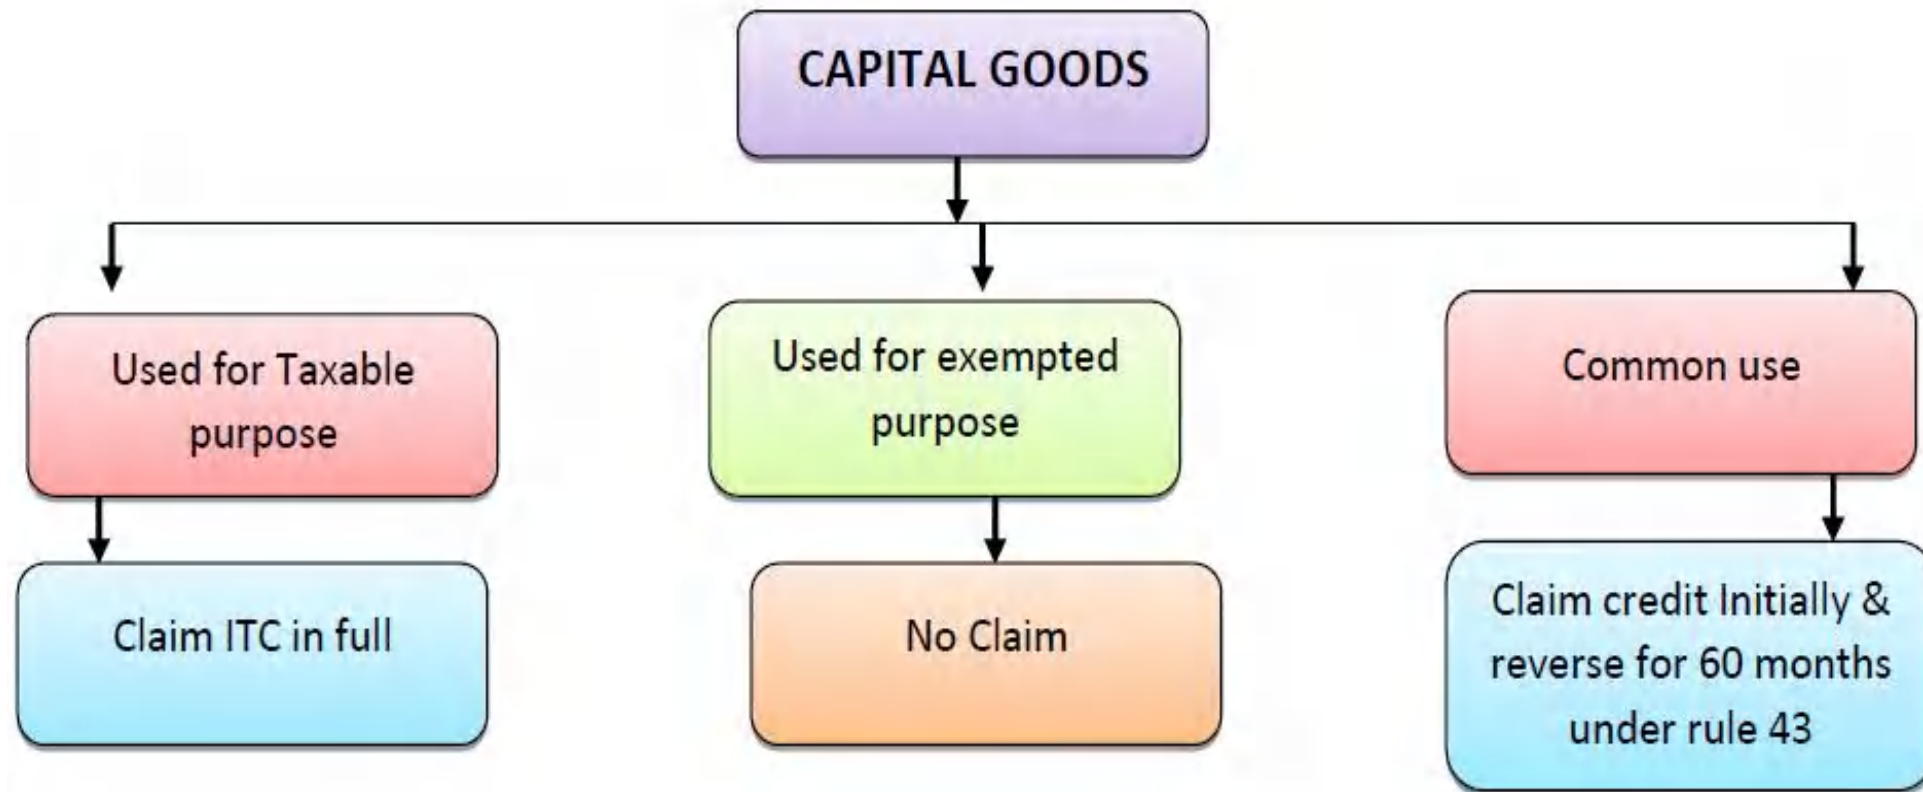 CAPITAL GOODS
Used for Taxable
purpose
Used for exempted
purpose
Common use
Claim ITC in full
No Claim
Claim credit Initially &
reverse for 60 months
under rule 43